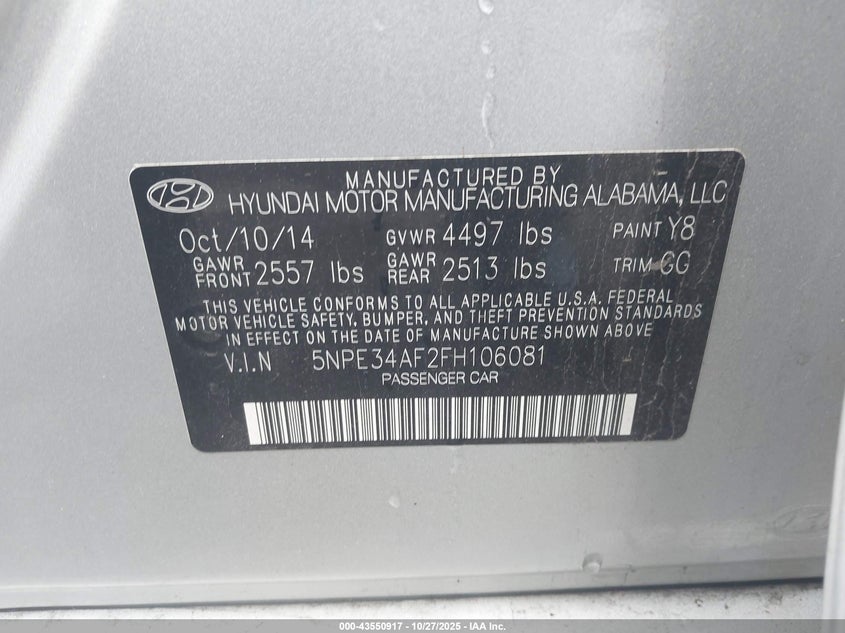 MANUFACTURED BY
HYUNDAI MOTOR MANUFACTURING ALABAMA, LLC
Oct/10/14 GVWR 4497 lbs PAINT Y8
GAWR FRONT 2557 lbs GAWR REAR 2513 lbs TRIM GG
THIS VEHICLE CONFORMS TO ALL APPLICABLE U.S.A. FEDERAL
MOTOR VEHICLE SAFETY, BUMPER, AND THEFT PREVENTION STANDARDS
IN EFFECT ON THE DATE OF MANUFACTURE SHOWN ABOVE
V.I.N 5NPE34AF2FH106081
PASSENGER CAR
000-43550917 - 10/27/2025 - IAA Inc.